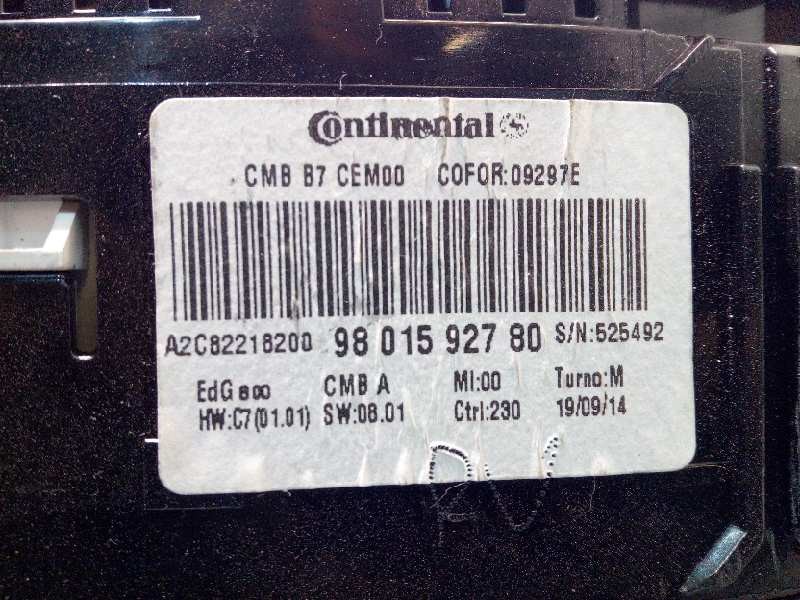 Continental
CMB B7 CEM00 COFOR:09297E
A2C82218200 98 015 927 80 S/N:525492
EdG CMB A MI:00 Turno:M
HW:C7(01.01) SW:08.01 Ctrl:230 19/09/14